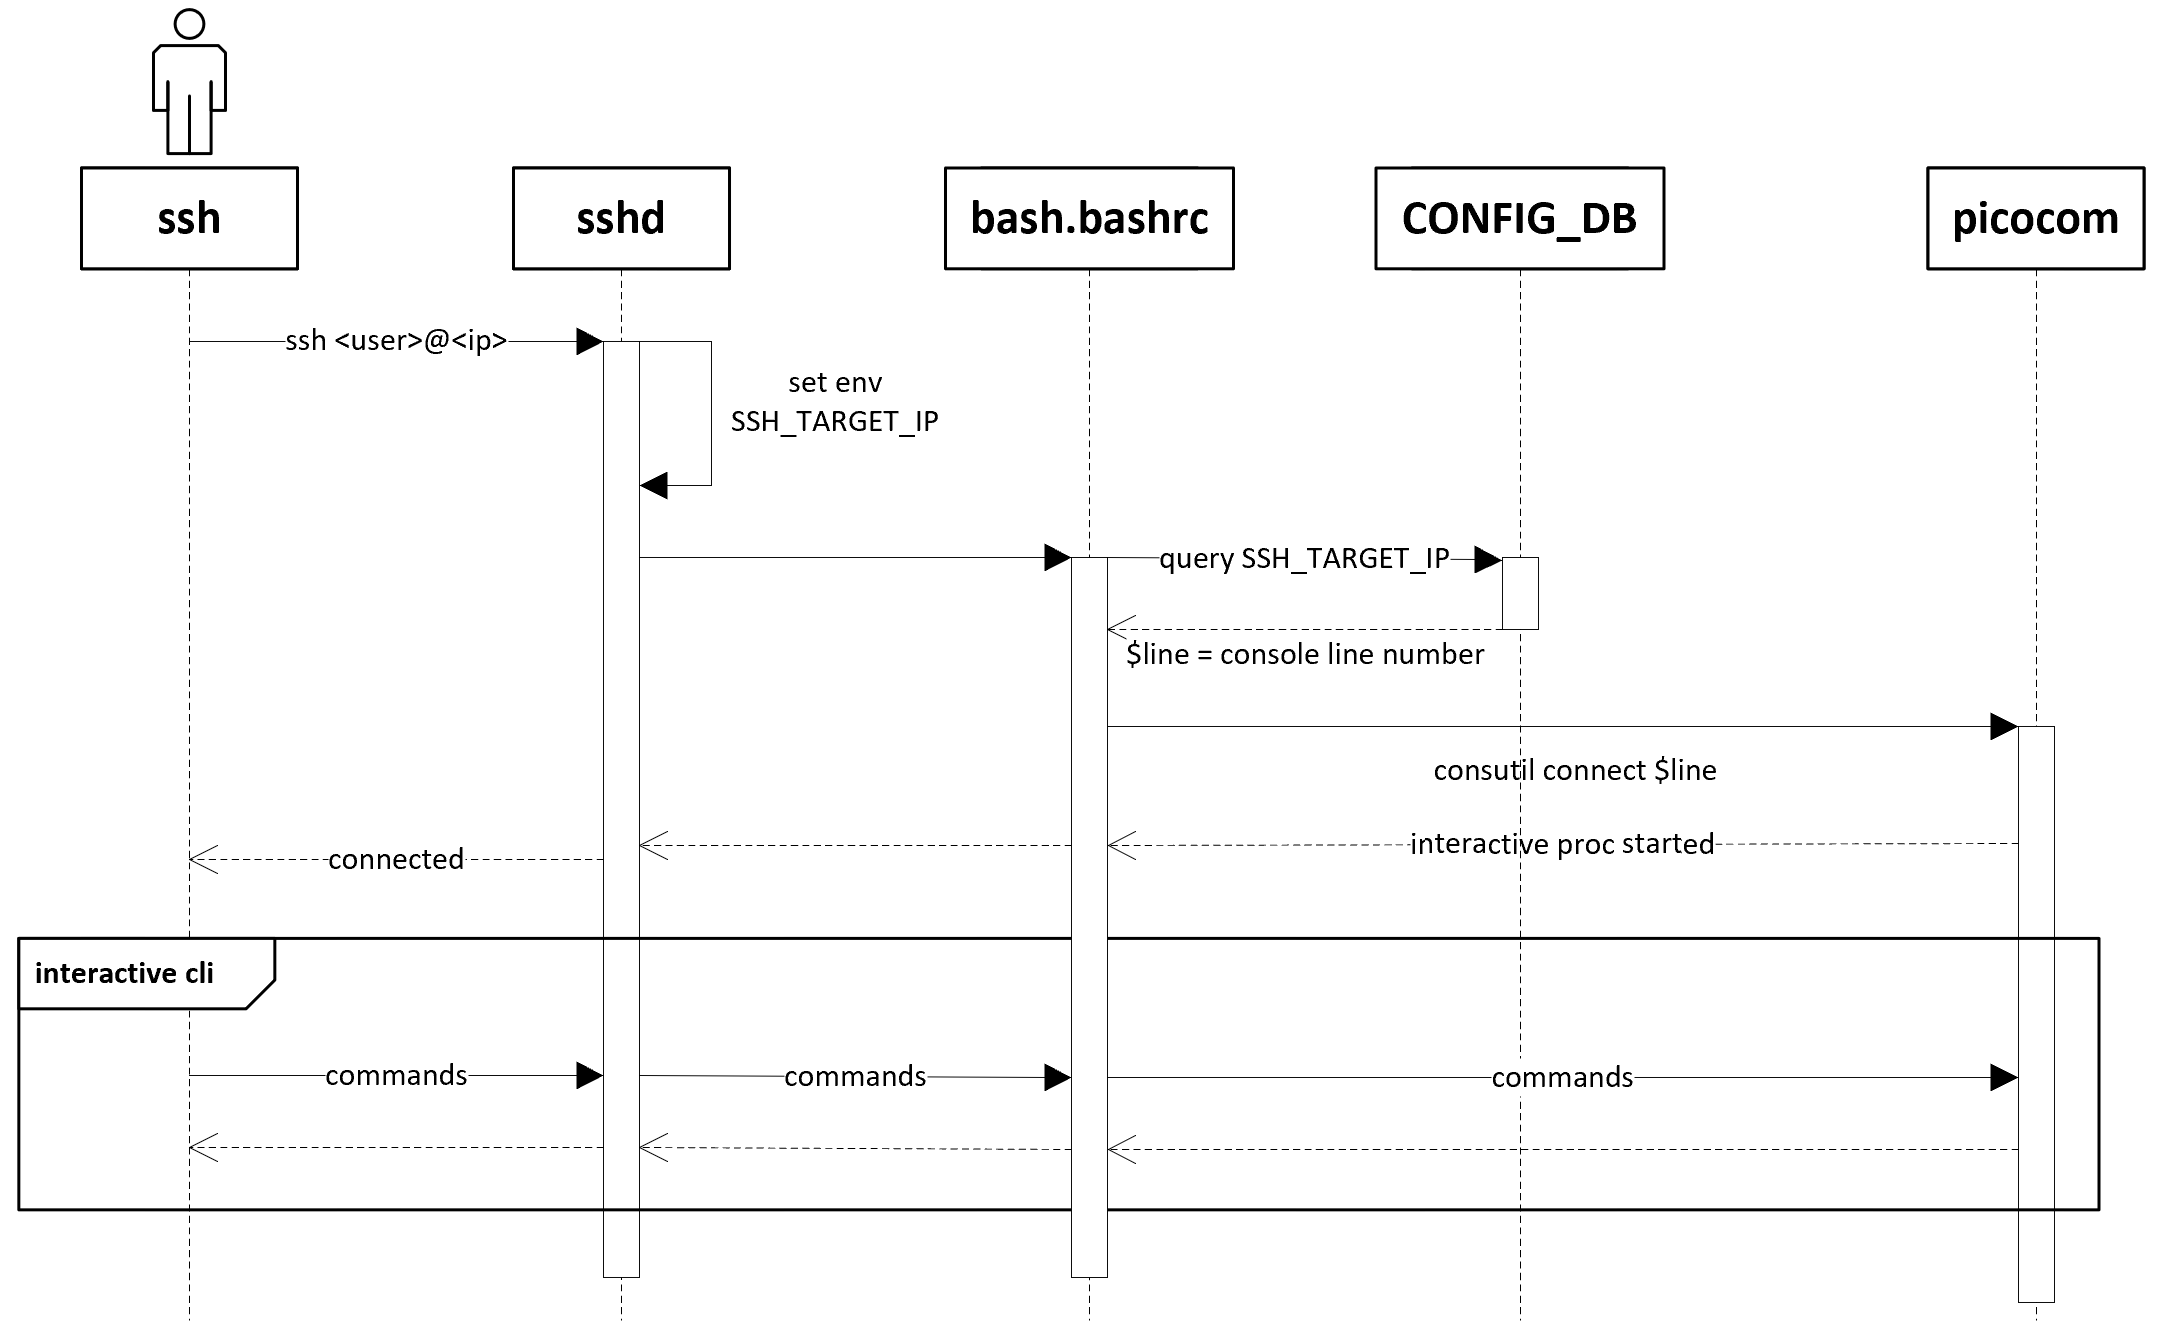 ssh
sshd
bash.bashrc
CONFIG_DB
picocom
ssh <user>@<ip>
set env
SSH_TARGET_IP
query SSH_TARGET_IP
$line = console line number
consutil connect $line
interactive proc started
connected
interactive cli
commands
commands
commands